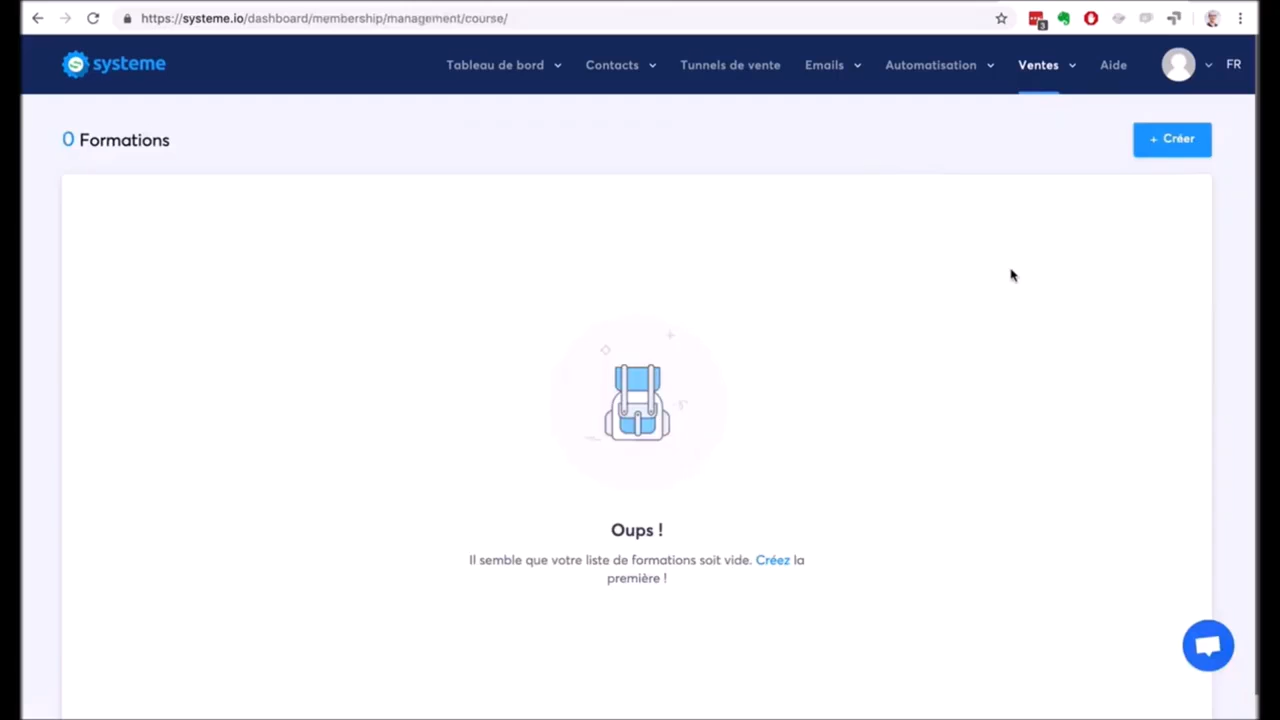 https://systeme.io/dashboard/membership/management/course/
3
systeme
Tableau de bord
Contacts
Tunnels de vente
Emails
Automatisation
Ventes
Aide
FR
0 Formations
+ Créer
Oups !
Il semble que votre liste de formations soit vide. Créez la
première !